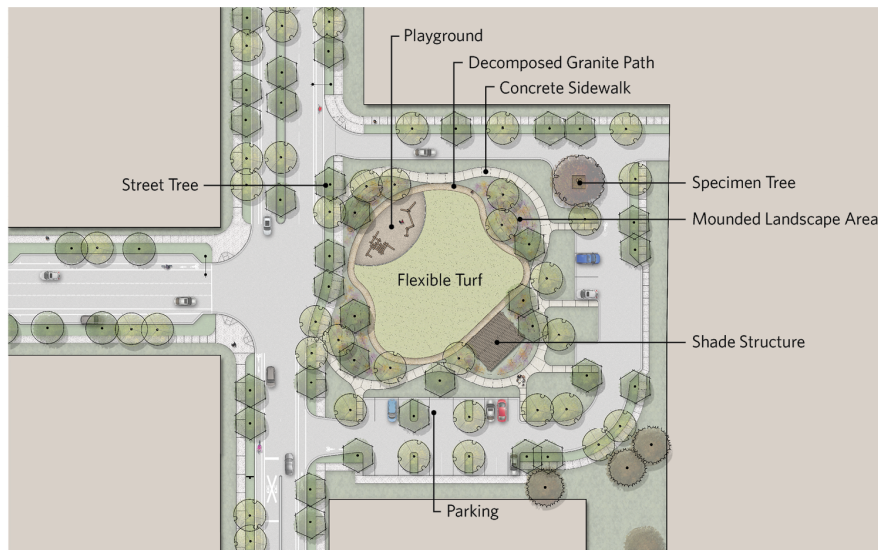 Playground
Decomposed Granite Path
Concrete Sidewalk
Street Tree
Specimen Tree
Mounded Landscape Area
Flexible Turf
Shade Structure
Parking